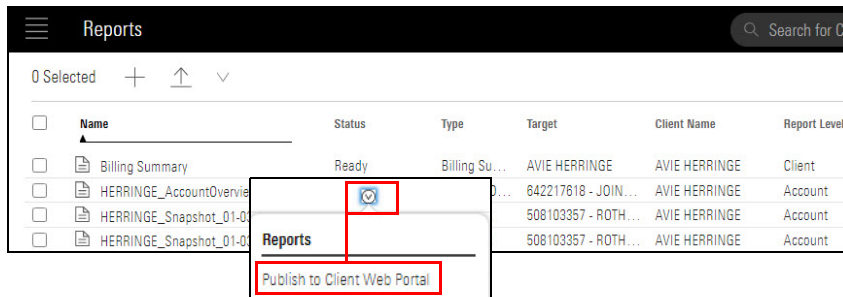 Reports
Search for C
0 Selected
Name Status Type Target Client Name Report Level
Billing Summary Ready Billing Su... AVIE HERRINGE AVIE HERRINGE Client
HERRINGE_AccountOvervie 642217618 - JOIN... AVIE HERRINGE Account
HERRINGE_Snapshot_01-03 508103357 - ROTH... AVIE HERRINGE Account
HERRINGE_Snapshot_01-03 508103357 - ROTH... AVIE HERRINGE Account
Reports
Publish to Client Web Portal